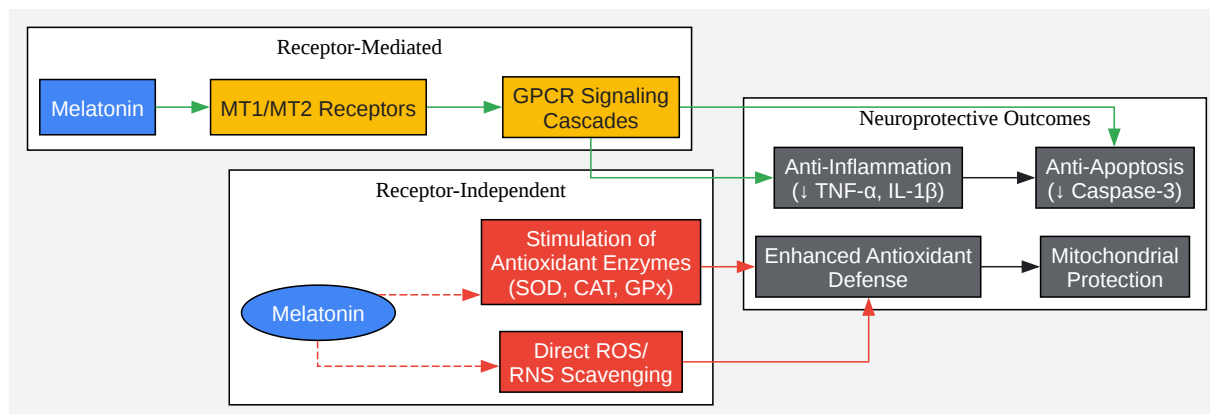 Receptor-Mediated
Melatonin
MT1/MT2 Receptors
GPCR Signaling
Cascades
Neuroprotective Outcomes
Anti-Inflammation
(↓ TNF-α, IL-1β)
Anti-Apoptosis
(↓ Caspase-3)
Receptor-Independent
Stimulation of
Antioxidant Enzymes
(SOD, CAT, GPx)
Enhanced Antioxidant
Defense
Mitochondrial
Protection
Melatonin
Direct ROS/
RNS Scavenging